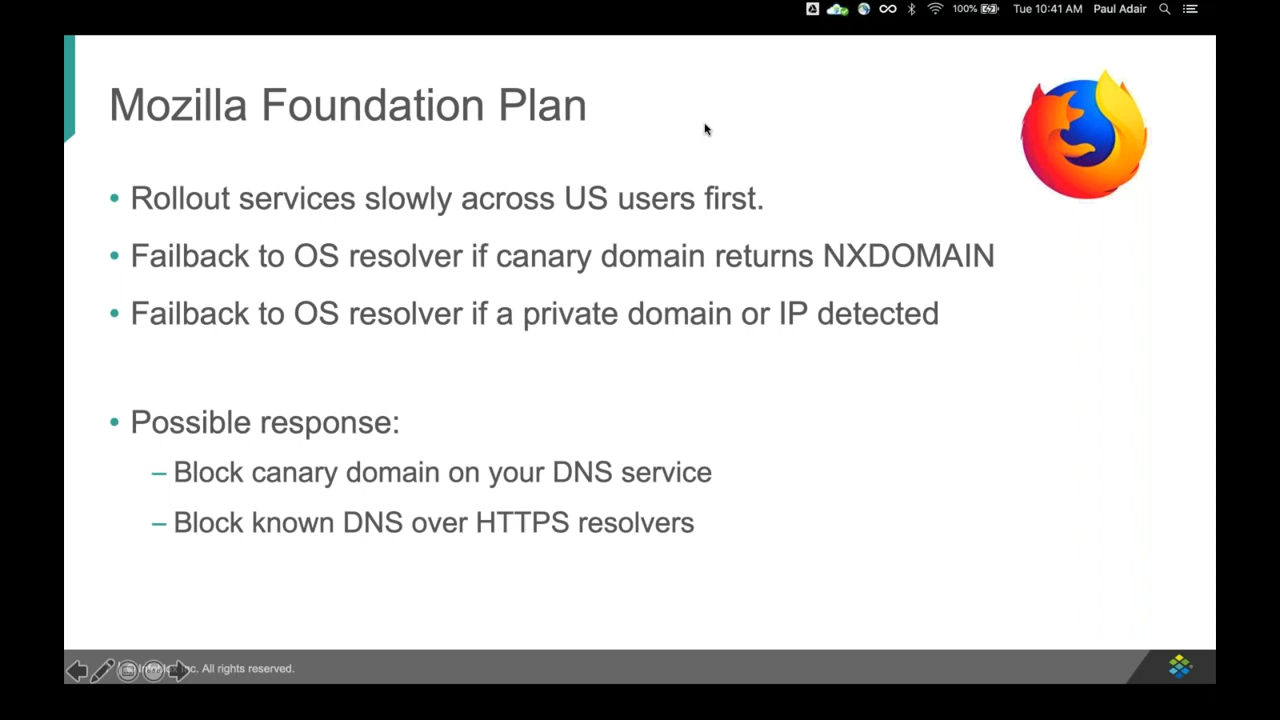 100%
Tue 10:41 AM
Paul Adair
Mozilla Foundation Plan
• Rollout services slowly across US users first.
• Failback to OS resolver if canary domain returns NXDOMAIN
• Failback to OS resolver if a private domain or IP detected
• Possible response:
– Block canary domain on your DNS service
– Block known DNS over HTTPS resolvers
All rights reserved.